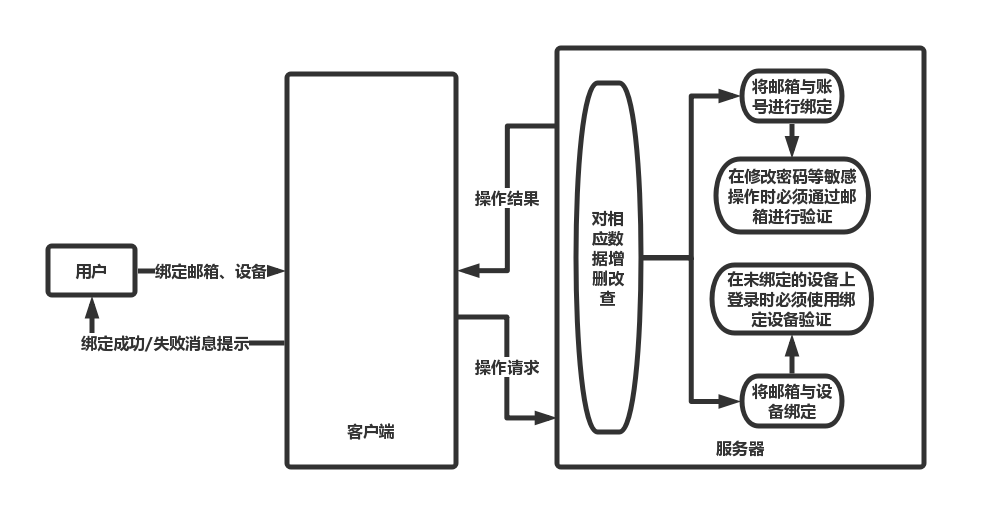 用户
绑定邮箱、设备
绑定成功/失败消息提示
客户端
操作结果
操作请求
对相
应数
据增
删改
查
将邮箱与账
号进行绑定
在修改密码等敏感
操作时必须通过邮
箱进行验证
在未绑定的设备上
登录时必须使用绑
定设备验证
将邮箱与设
备绑定
服务器